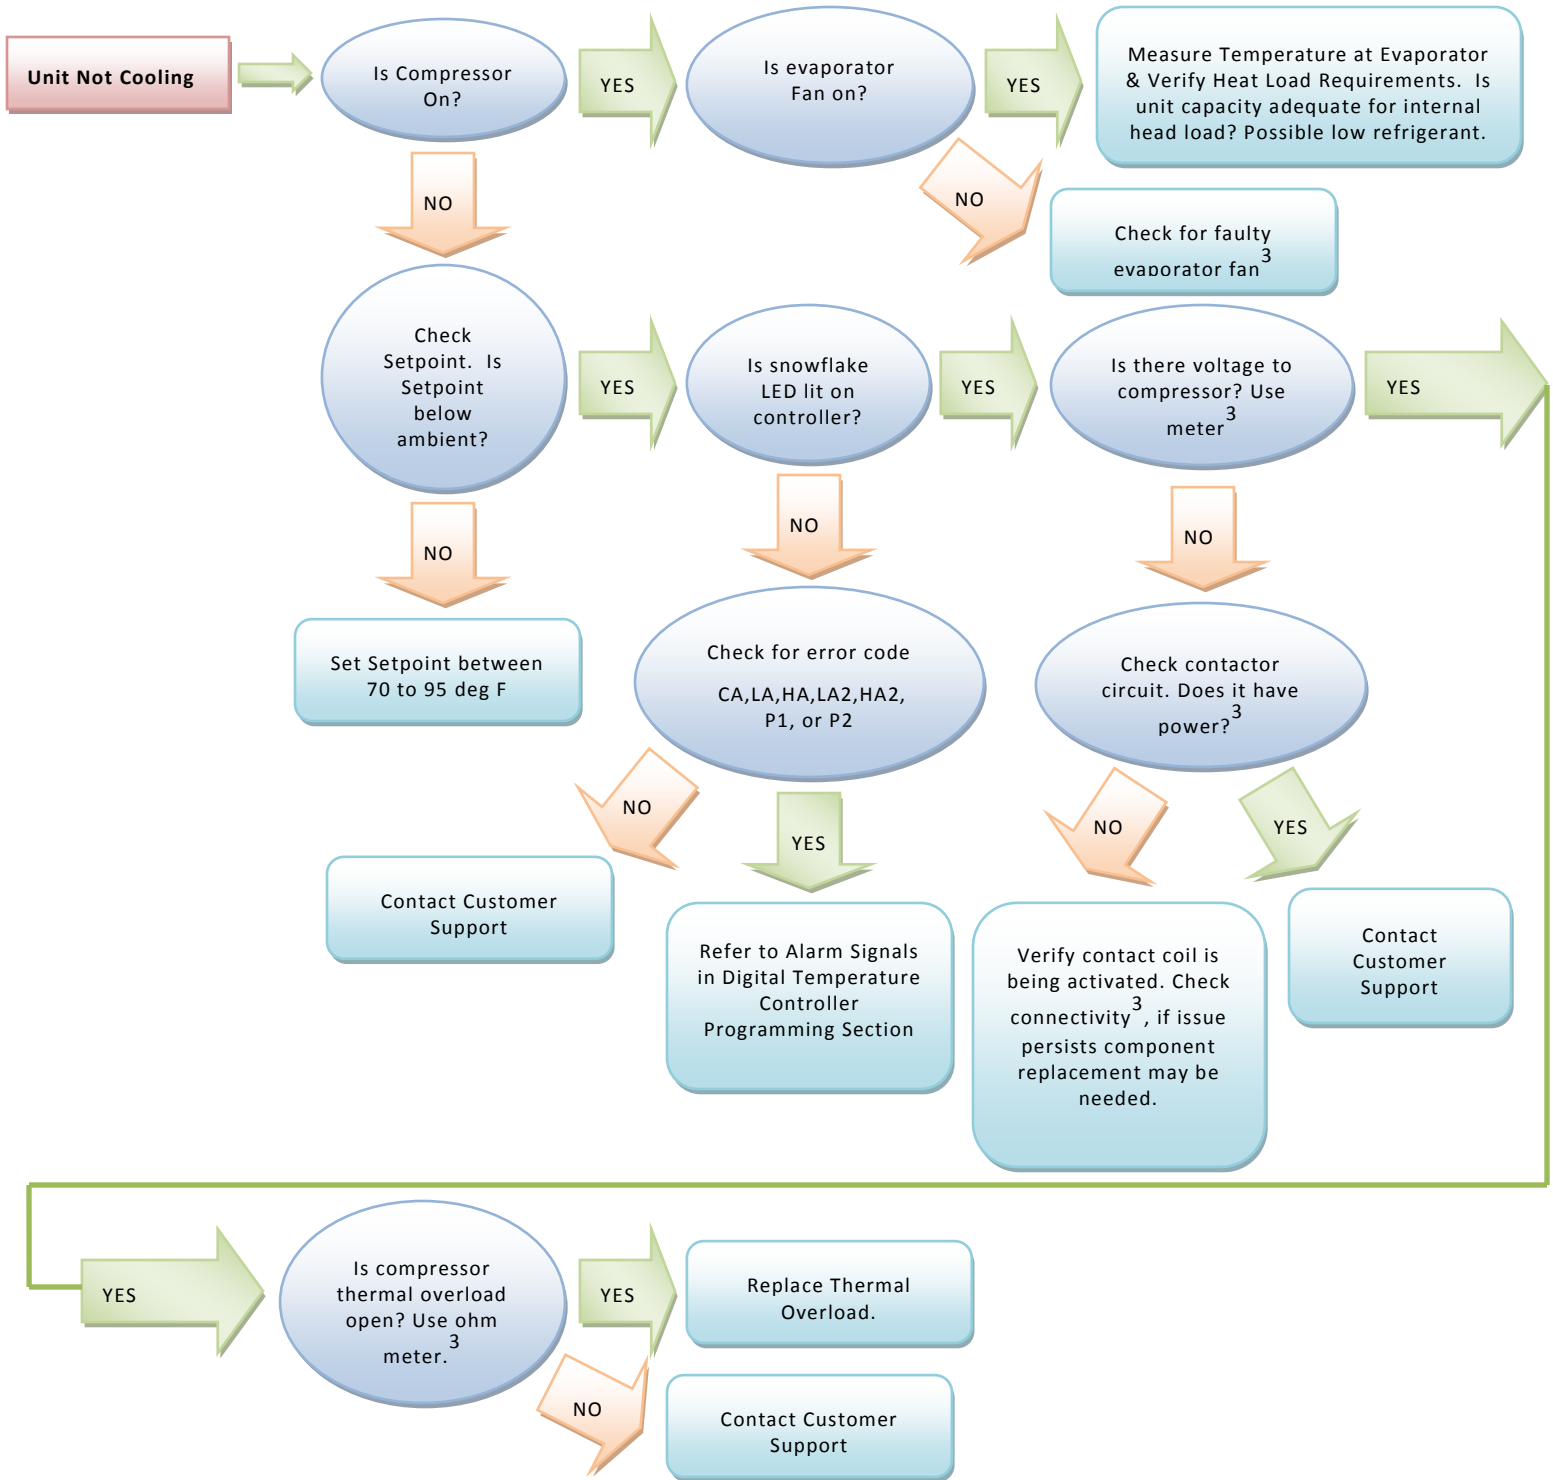 Unit Not Cooling
Is Compressor
On?
YES
Is evaporator
Fan on?
YES
Measure Temperature at Evaporator
& Verify Heat Load Requirements. Is
unit capacity adequate for internal
head load? Possible low refrigerant.
NO
NO
Check for faulty
evaporator fan3
Check
Setpoint. Is
Setpoint
below
ambient?
YES
Is snowflake
LED lit on
controller?
YES
Is there voltage to
compressor? Use
meter3
YES
NO
NO
NO
Set Setpoint between
70 to 95 deg F
Check for error code
CA,LA,HA,LA2,HA2,
P1, or P2
Check contactor
circuit. Does it have
power?3
NO
YES
NO
YES
Contact Customer
Support
Refer to Alarm Signals
in Digital Temperature
Controller
Programming Section
Verify contact coil is
being activated. Check
connectivity3, if issue
persists component
replacement may be
needed.
Contact
Customer
Support
YES
Is compressor
thermal overload
open? Use ohm
meter.3
YES
Replace Thermal
Overload.
NO
Contact Customer
Support